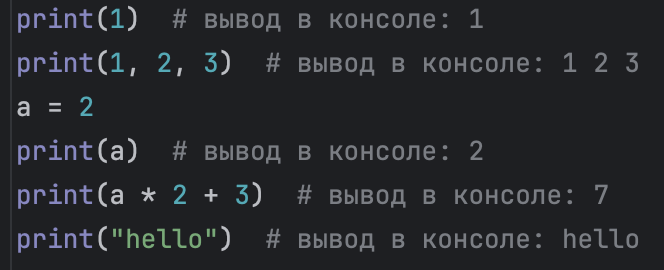 print(1)  # вывод в консоле: 1
print(1, 2, 3)  # вывод в консоле: 1 2 3
a = 2
print(a)  # вывод в консоле: 2
print(a * 2 + 3)  # вывод в консоле: 7
print("hello")  # вывод в консоле: hello